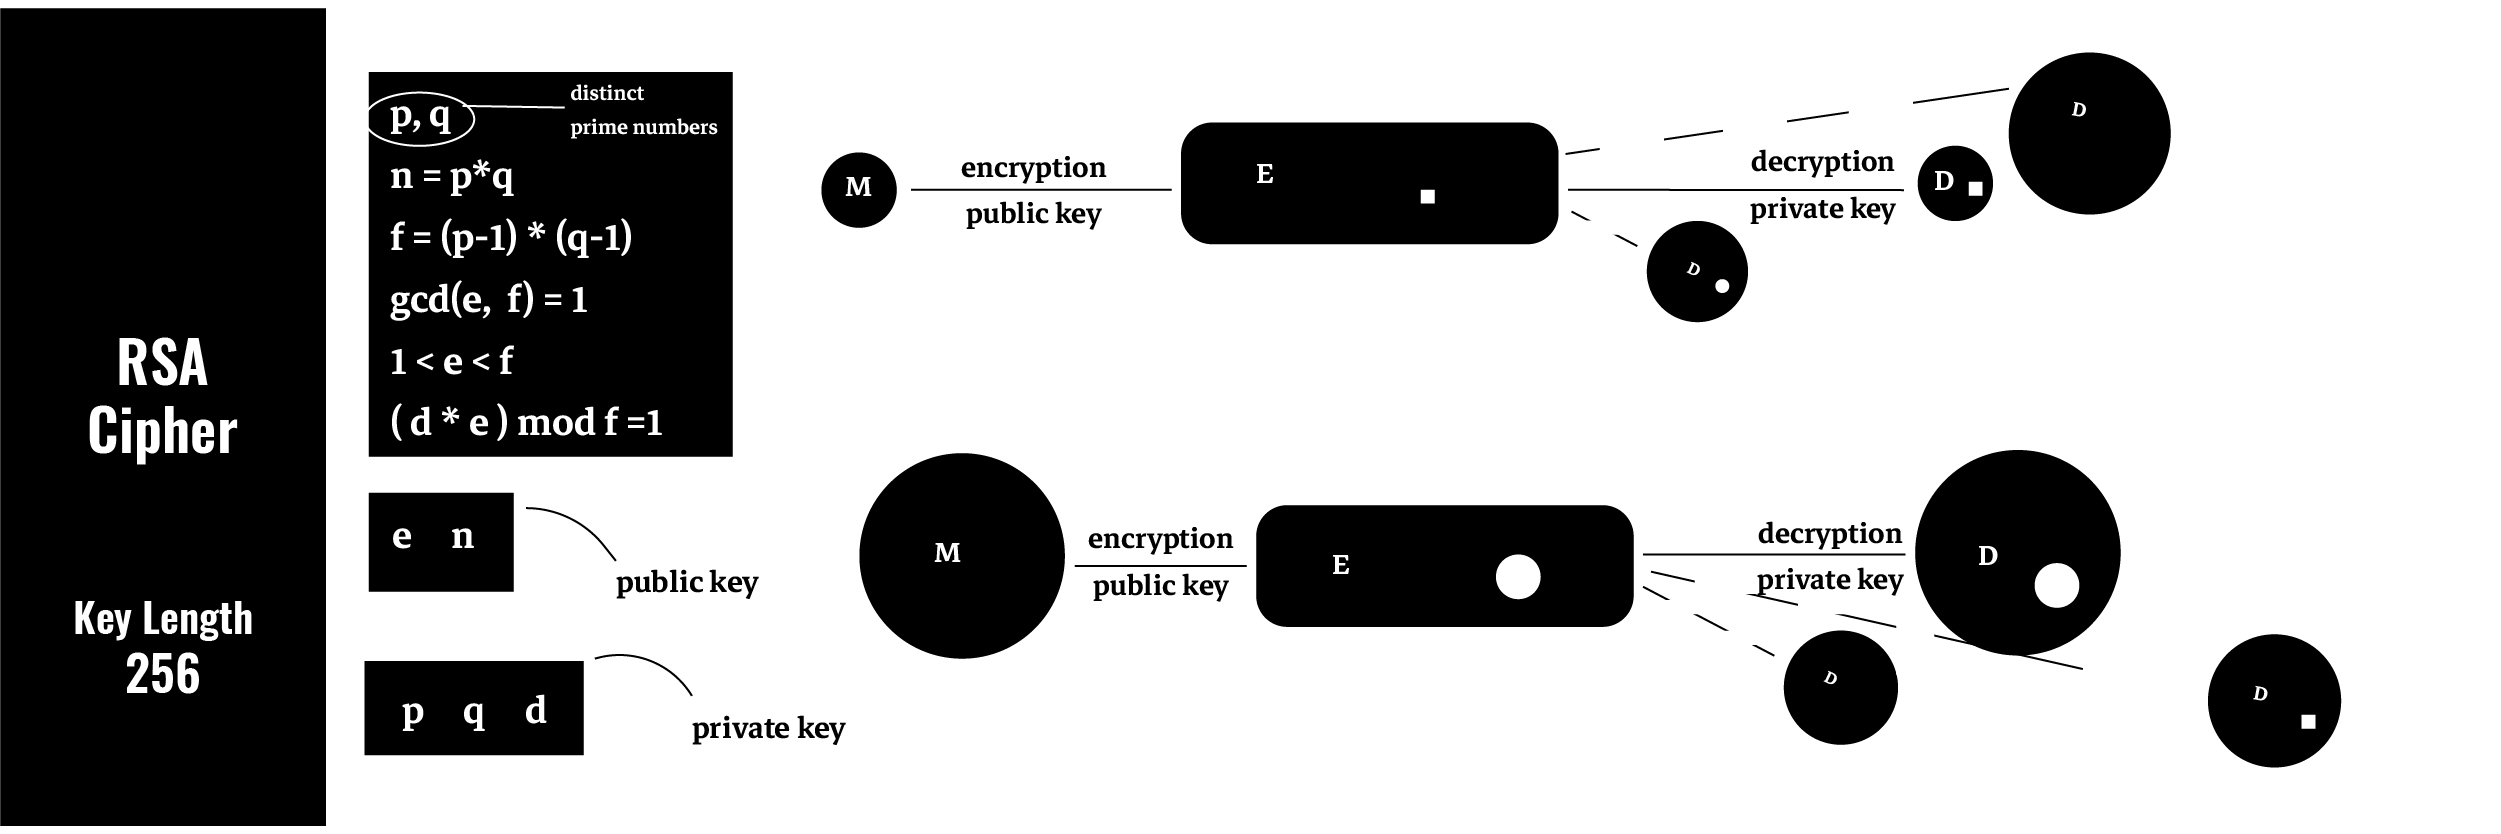 RSA
Cipher
Key Length
256
p, q
distinct
prime numbers
n = p*q
f = (p-1) * (q-1)
gcd(e, f) = 1
1 < e < f
( d * e ) mod f =1
e n
public key
p q d
private key
M
encryption
public key
E
decryption
private key
D
D
D
M
encryption
public key
E
decryption
private key
D
D
D